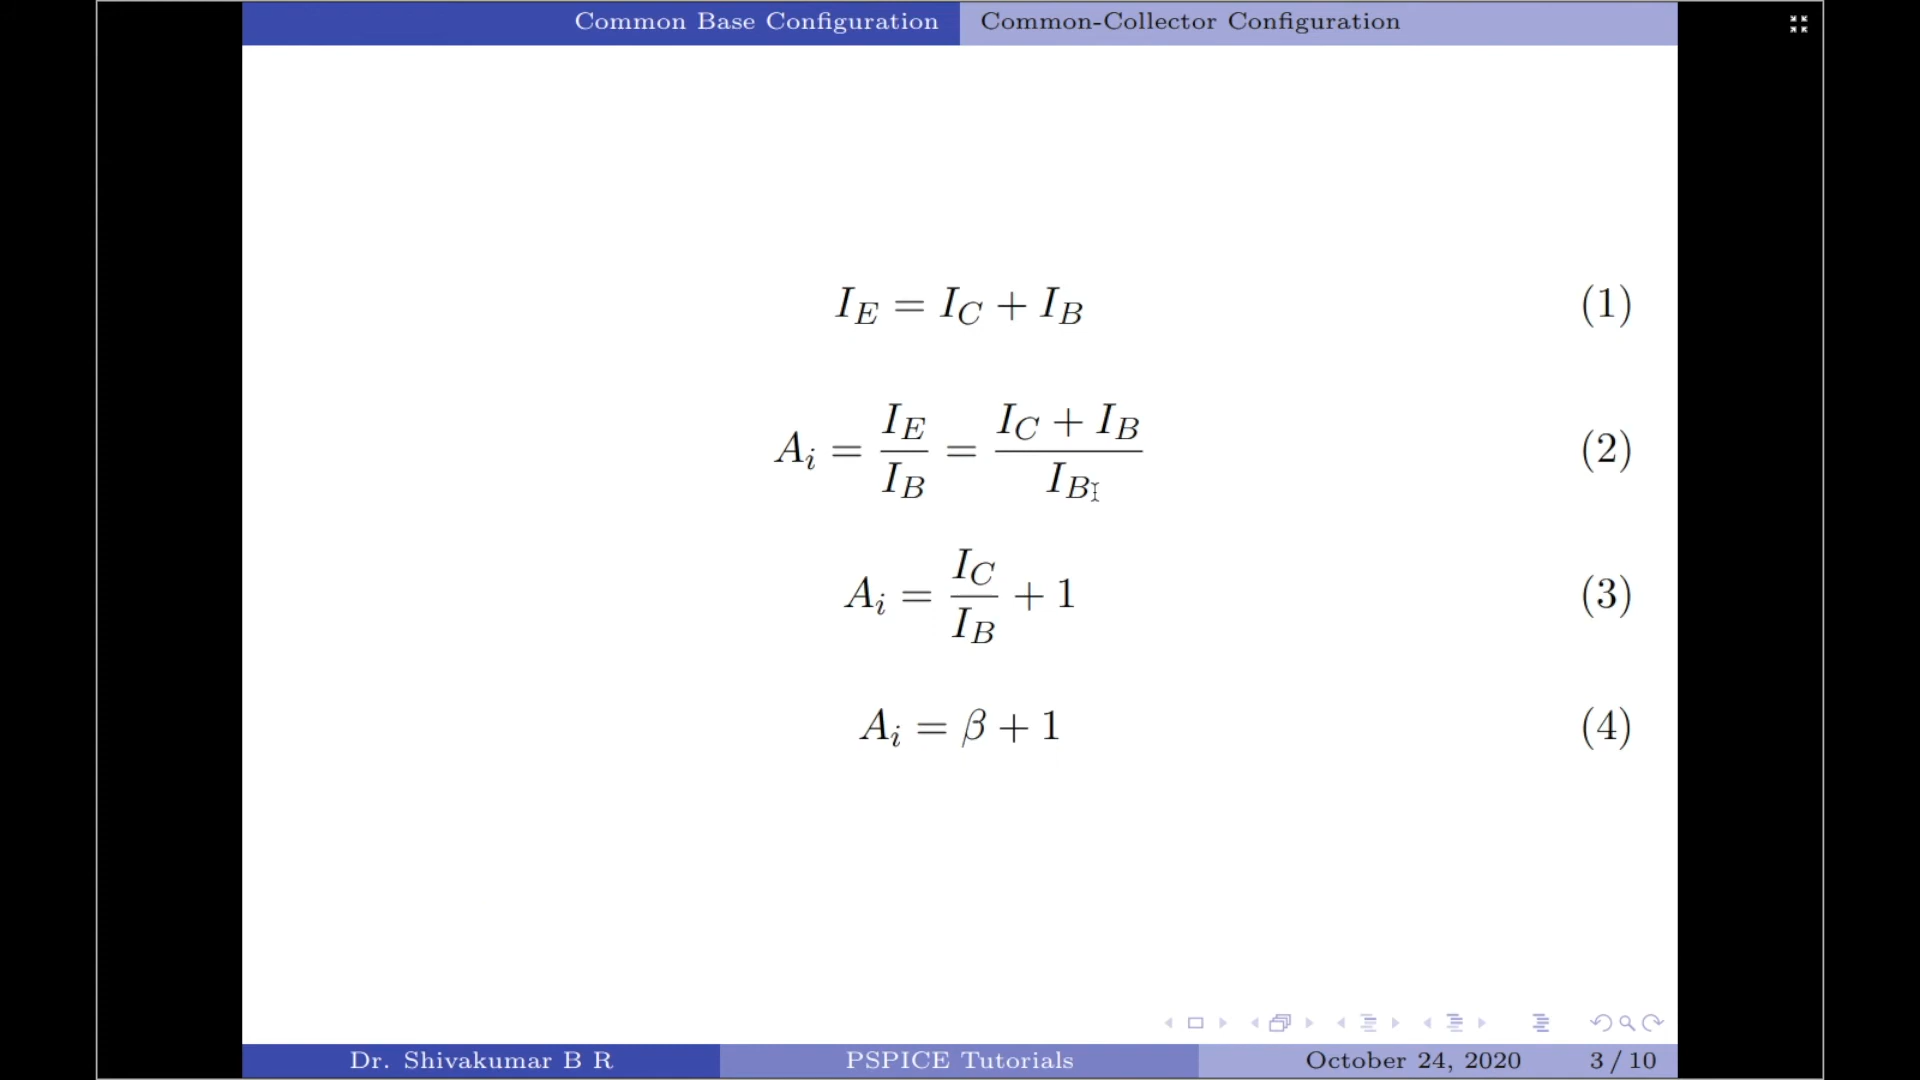 Common Base Configuration Common-Collector Configuration
I_E = I_C + I_B (1)
A_i = I_E / I_B = (I_C + I_B) / I_B (2)
A_i = I_C / I_B + 1 (3)
A_i = β + 1 (4)
Dr. Shivakumar B R PSPICE Tutorials October 24, 2020 3 / 10